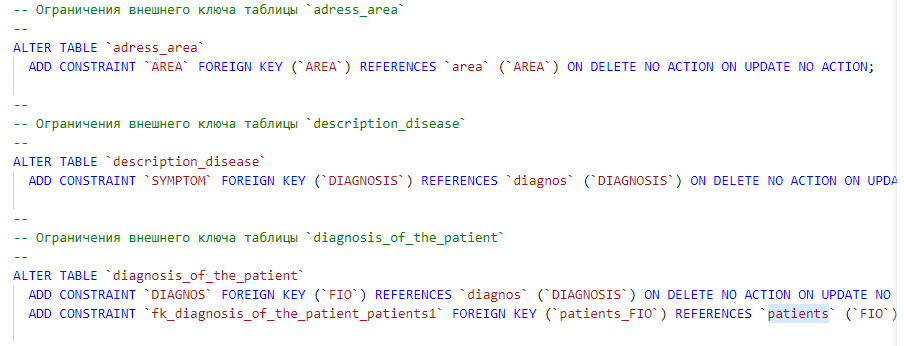 -- Ограничения внешнего ключа таблицы `adress_area`
--
ALTER TABLE `adress_area`
ADD CONSTRAINT `AREA` FOREIGN KEY (`AREA`) REFERENCES `area` (`AREA`) ON DELETE NO ACTION ON UPDATE NO ACTION;
--
-- Ограничения внешнего ключа таблицы `description_disease`
--
ALTER TABLE `description_disease`
ADD CONSTRAINT `SYMPTOM` FOREIGN KEY (`DIAGNOSIS`) REFERENCES `diagnos` (`DIAGNOSIS`) ON DELETE NO ACTION ON UPDA
--
-- Ограничения внешнего ключа таблицы `diagnosis_of_the_patient`
--
ALTER TABLE `diagnosis_of_the_patient`
ADD CONSTRAINT `DIAGNOS` FOREIGN KEY (`FIO`) REFERENCES `diagnos` (`DIAGNOSIS`) ON DELETE NO ACTION ON UPDATE NO
ADD CONSTRAINT `fk_diagnosis_of_the_patient_patients1` FOREIGN KEY (`patients_FIO`) REFERENCES `patients` (`FIO`)